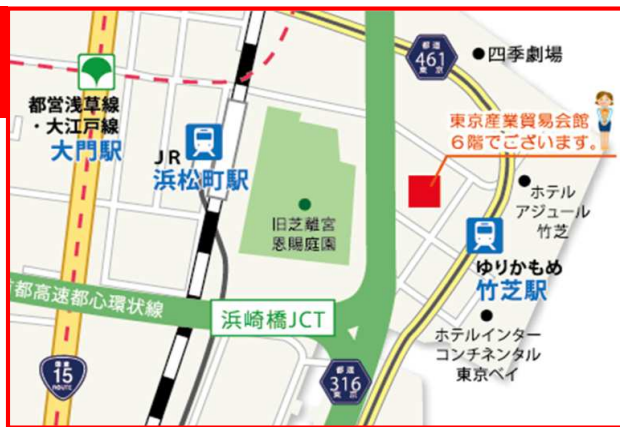 都道
461
東京
●四季劇場
都営浅草線
・大江戸線
大門駅
JR
浜松町駅
東京産業貿易会館
6階でございます。
旧芝離宮
恩賜庭園
ホテル
アジュール
竹芝
ゆりかもめ
竹芝駅
都高速都心環状線
浜崎橋JCT
ホテルインター
コンチネンタル
東京ベイ
国道
15
ROUTE
都道
316
東京